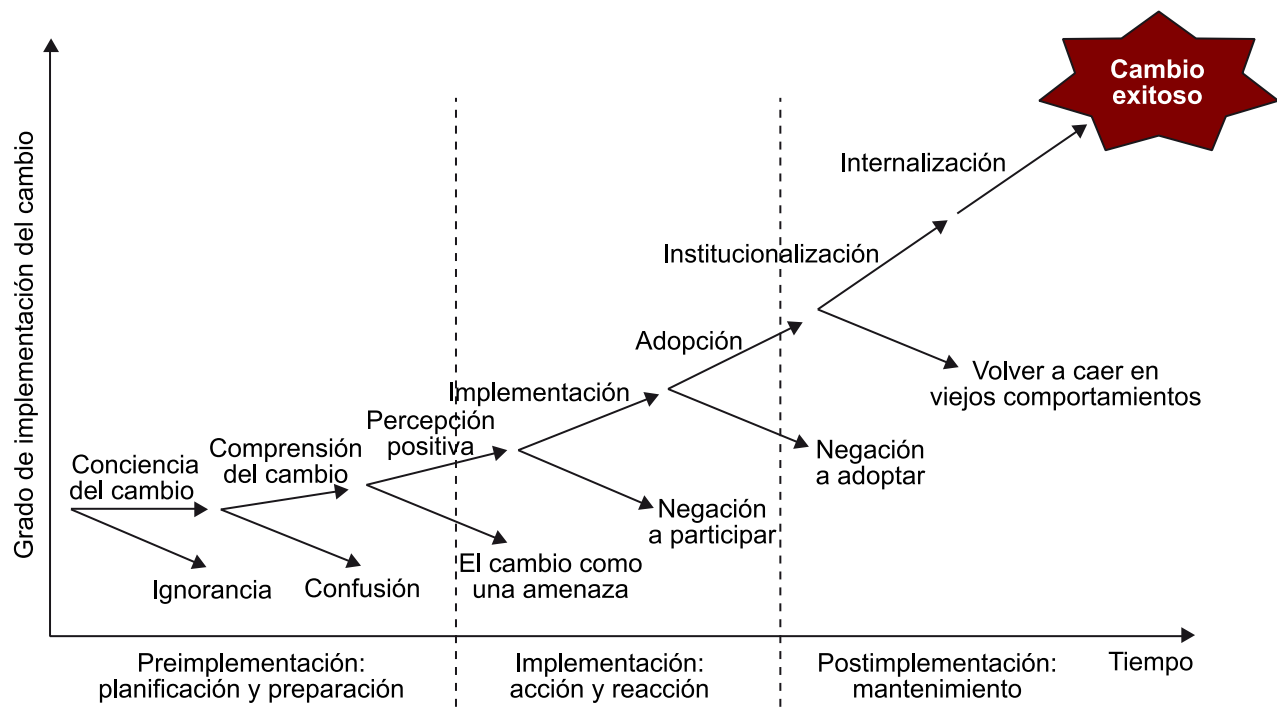 Cambio
exitoso
Grado de implementación del cambio
Internalización
Institucionalización
Adopción
Volver a caer en
viejos comportamientos
Implementación
Percepción
positiva
Comprensión
del cambio
Conciencia
del cambio
Negación
a adoptar
Negación
a participar
El cambio como
una amenaza
Confusión
Ignorancia
Preimplementación:
planificación y preparación
Implementación:
acción y reacción
Postimplementación:
mantenimiento
Tiempo